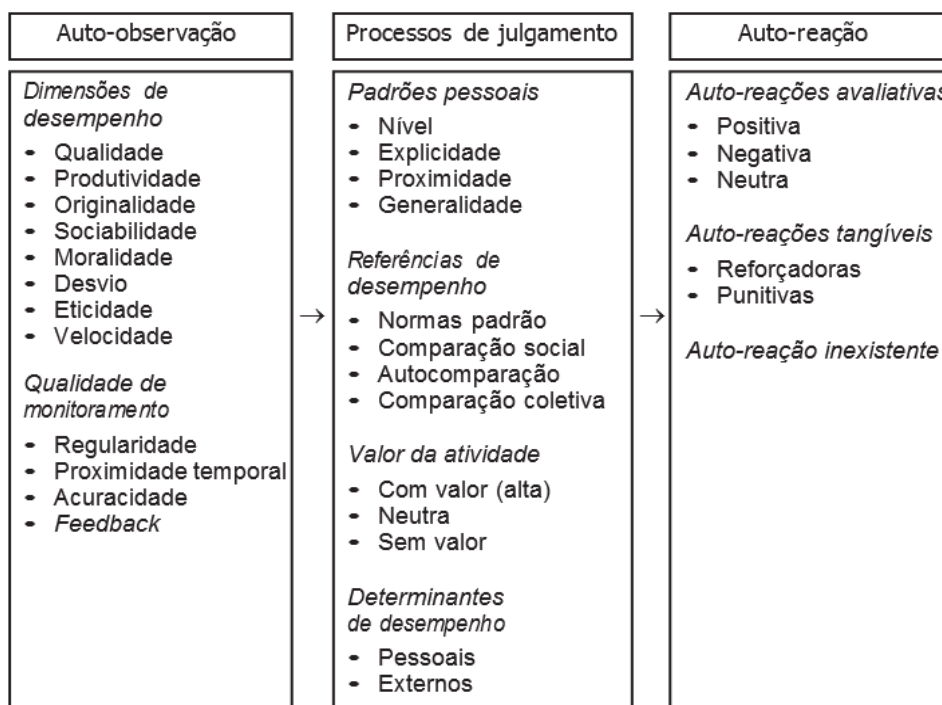 Auto-observação
Dimensões de
desempenho
• Qualidade
• Produtividade
• Originalidade
• Sociabilidade
• Moralidade
• Desvio
• Eticidade
• Velocidade
Qualidade de
monitoramento
• Regularidade
• Proximidade temporal
• Acuracidade
• Feedback
→
Processos de julgamento
Padrões pessoais
• Nível
• Explicidade
• Proximidade
• Generalidade
Referências de
desempenho
• Normas padrão
• Comparação social
• Autocomparação
• Comparação coletiva
Valor da atividade
• Com valor (alta)
• Neutra
• Sem valor
Determinantes
de desempenho
• Pessoais
• Externos
→
Auto-reação
Auto-reações avaliativas
• Positiva
• Negativa
• Neutra
Auto-reações tangíveis
• Reforçadoras
• Punitivas
Auto-reação inexistente